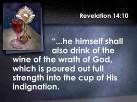 Revelation 14:10
"...he himself shall
also drink of the
wine of the wrath of God,
which is poured out full
strength into the cup of His
indignation.